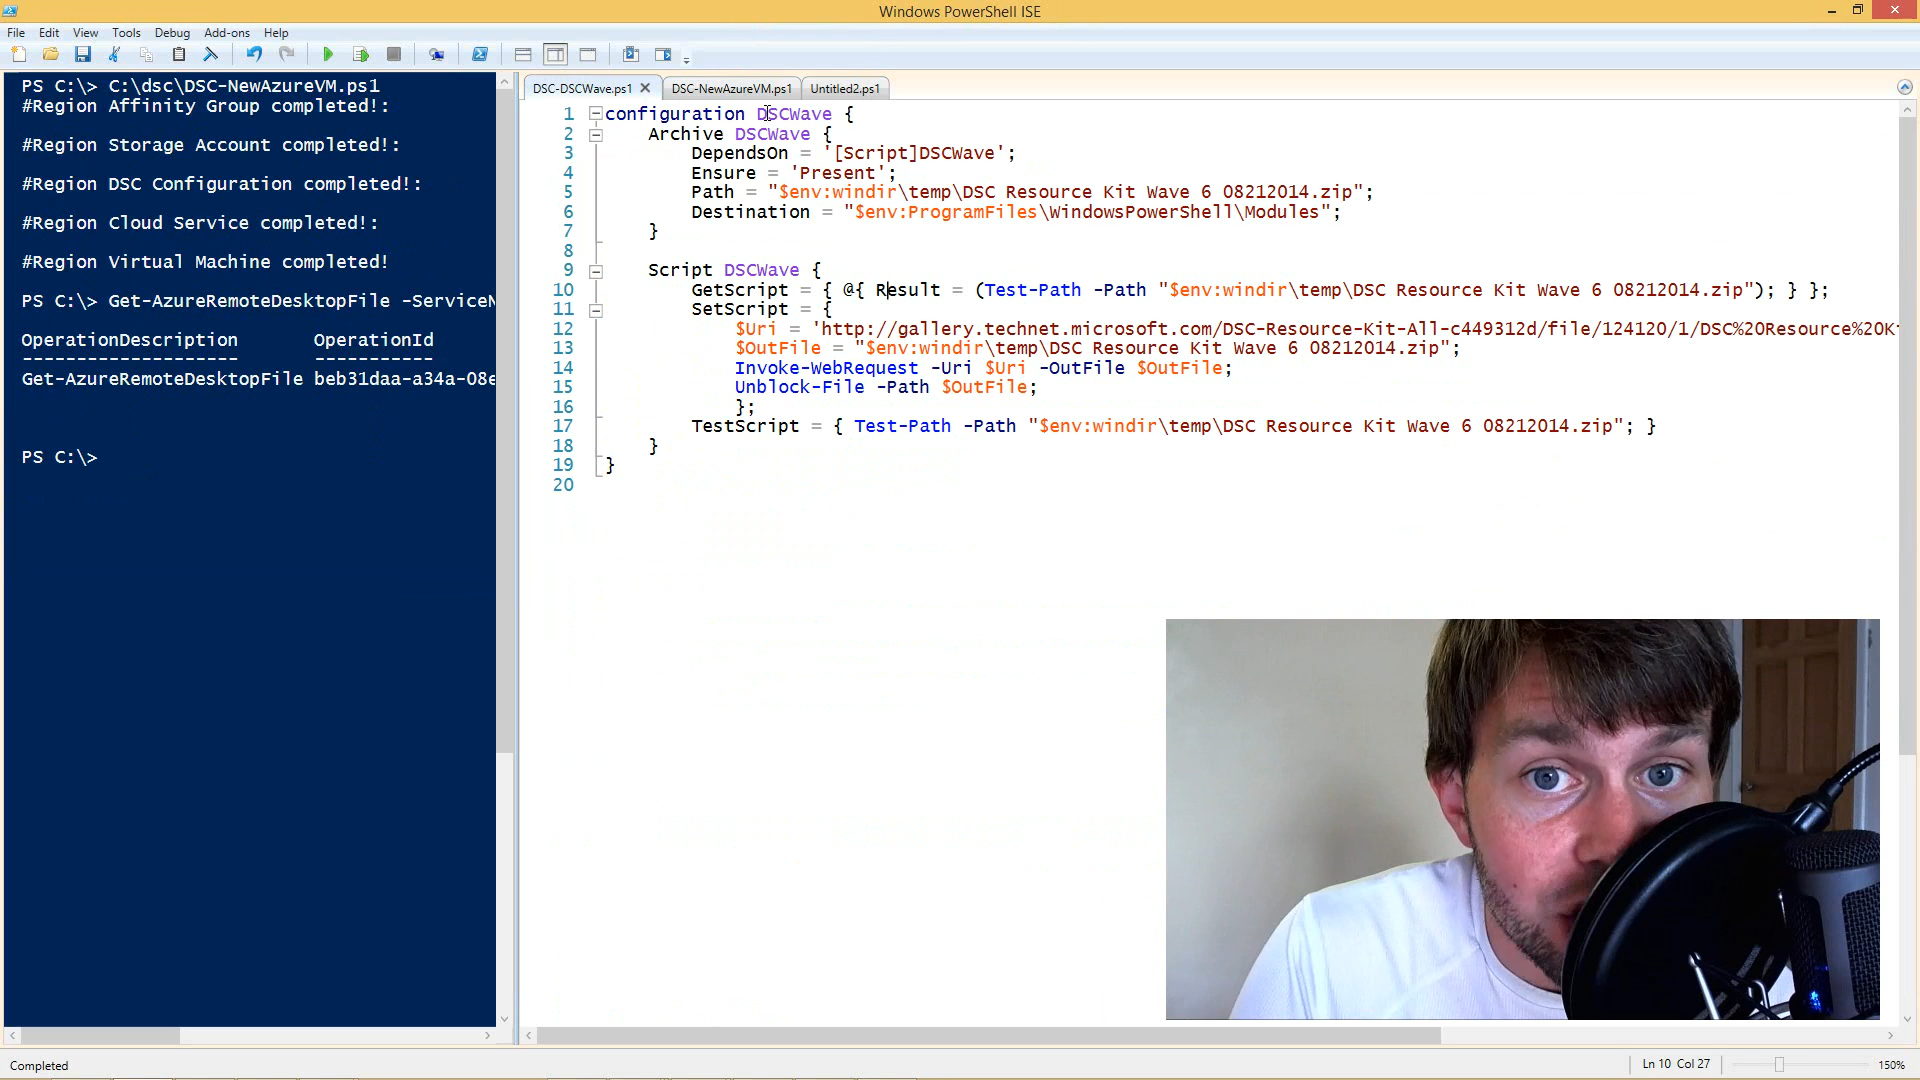 Windows PowerShell ISE
File Edit View Tools Debug Add-ons Help
PS C:\> C:\dsc\DSC-NewAzureVM.ps1
#Region Affinity Group completed!:
#Region Storage Account completed!:
#Region DSC Configuration completed!:
#Region Cloud Service completed!:
#Region Virtual Machine completed!
PS C:\> Get-AzureRemoteDesktopFile -ServiceN
OperationDescription OperationId
-------------------- -----------
Get-AzureRemoteDesktopFile beb31daa-a34a-08e
PS C:\>
DSC-DSCWave.ps1 DSC-NewAzureVM.ps1 Untitled2.ps1
1 configuration DSCWave {
2 Archive DSCWave {
3 DependsOn = '[Script]DSCWave';
4 Ensure = 'Present';
5 Path = "$env:windir\temp\DSC Resource Kit Wave 6 08212014.zip";
6 Destination = "$env:ProgramFiles\WindowsPowerShell\Modules";
7 }
8
9 Script DSCWave {
10 GetScript = { @{ Result = (Test-Path -Path "$env:windir\temp\DSC Resource Kit Wave 6 08212014.zip"); } };
11 SetScript = {
12 $Uri = 'http://gallery.technet.microsoft.com/DSC-Resource-Kit-All-c449312d/file/124120/1/DSC%20Resource%20K
13 $OutFile = "$env:windir\temp\DSC Resource Kit Wave 6 08212014.zip";
14 Invoke-WebRequest -Uri $Uri -OutFile $OutFile;
15 Unblock-File -Path $OutFile;
16 };
17 TestScript = { Test-Path -Path "$env:windir\temp\DSC Resource Kit Wave 6 08212014.zip"; }
18 }
19 }
20
Completed
Ln 10 Col 27
150%